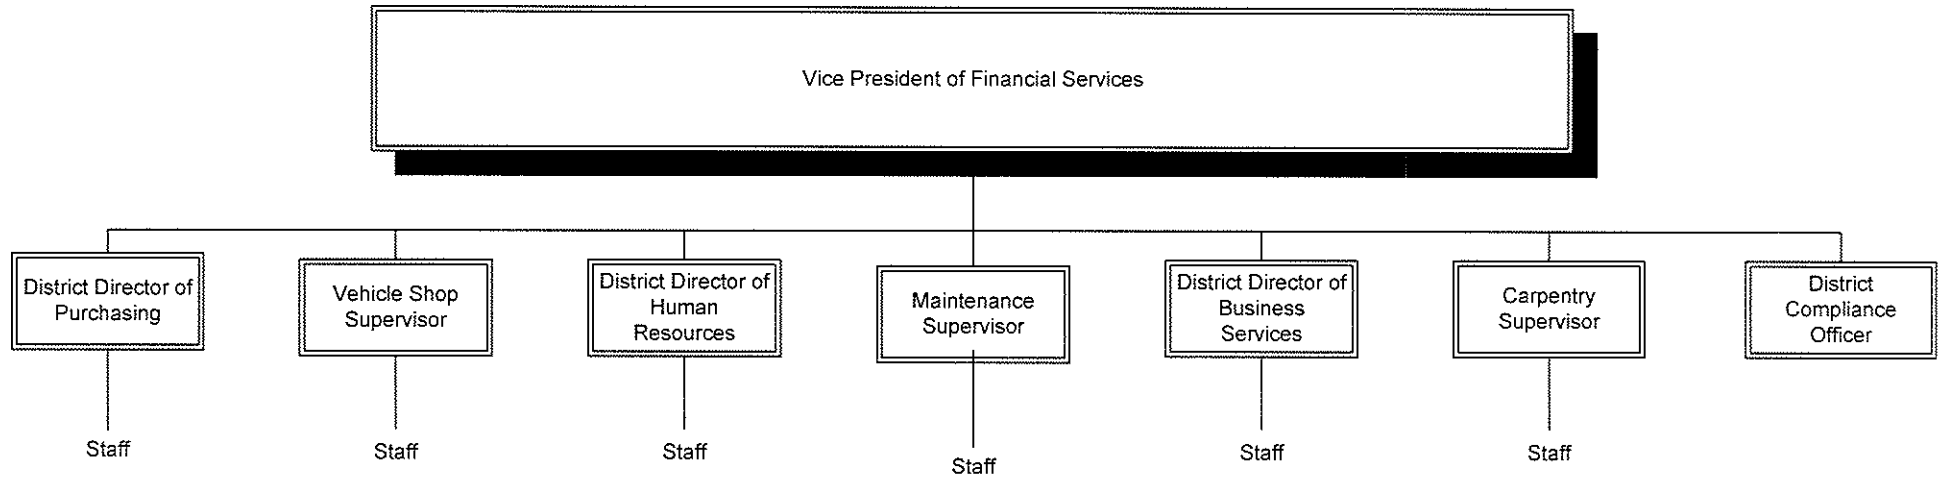 Vice President of Financial Services
District Director of
Purchasing
Vehicle Shop
Supervisor
District Director of
Human
Resources
Maintenance
Supervisor
District Director of
Business
Services
Carpentry
Supervisor
District
Compliance
Officer
Staff
Staff
Staff
Staff
Staff
Staff